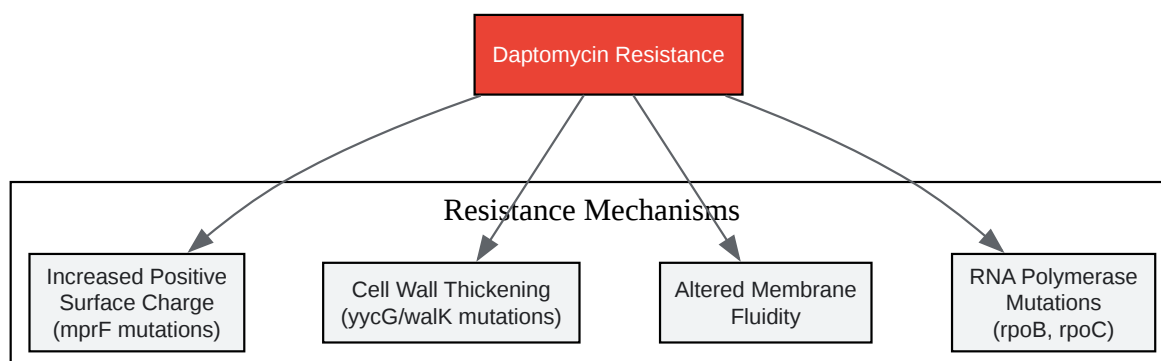 Daptomycin Resistance
Resistance Mechanisms
Increased Positive
Surface Charge
(mprF mutations)
Cell Wall Thickening
(yycG/walK mutations)
Altered Membrane
Fluidity
RNA Polymerase
Mutations
(rpoB, rpoC)